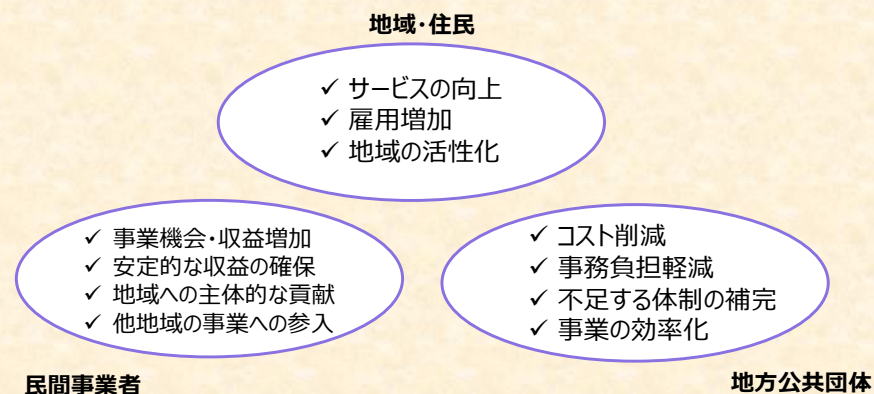 地域・住民
✓ サービスの向上
✓ 雇用増加
✓ 地域の活性化
✓ 事業機会・収益増加
✓ 安定的な収益の確保
✓ 地域への主体的な貢献
✓ 他地域の事業への参入
民間事業者
✓ コスト削減
✓ 事務負担軽減
✓ 不足する体制の補完
✓ 事業の効率化
地方公共団体